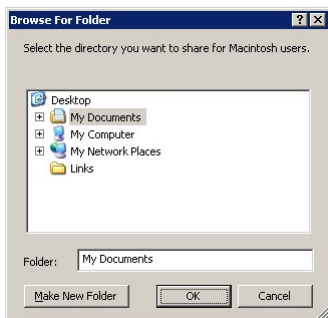 Browse For Folder
Select the directory you want to share for Macintosh users.
Desktop
My Documents
My Computer
My Network Places
Links
Folder: My Documents
Make New Folder OK Cancel